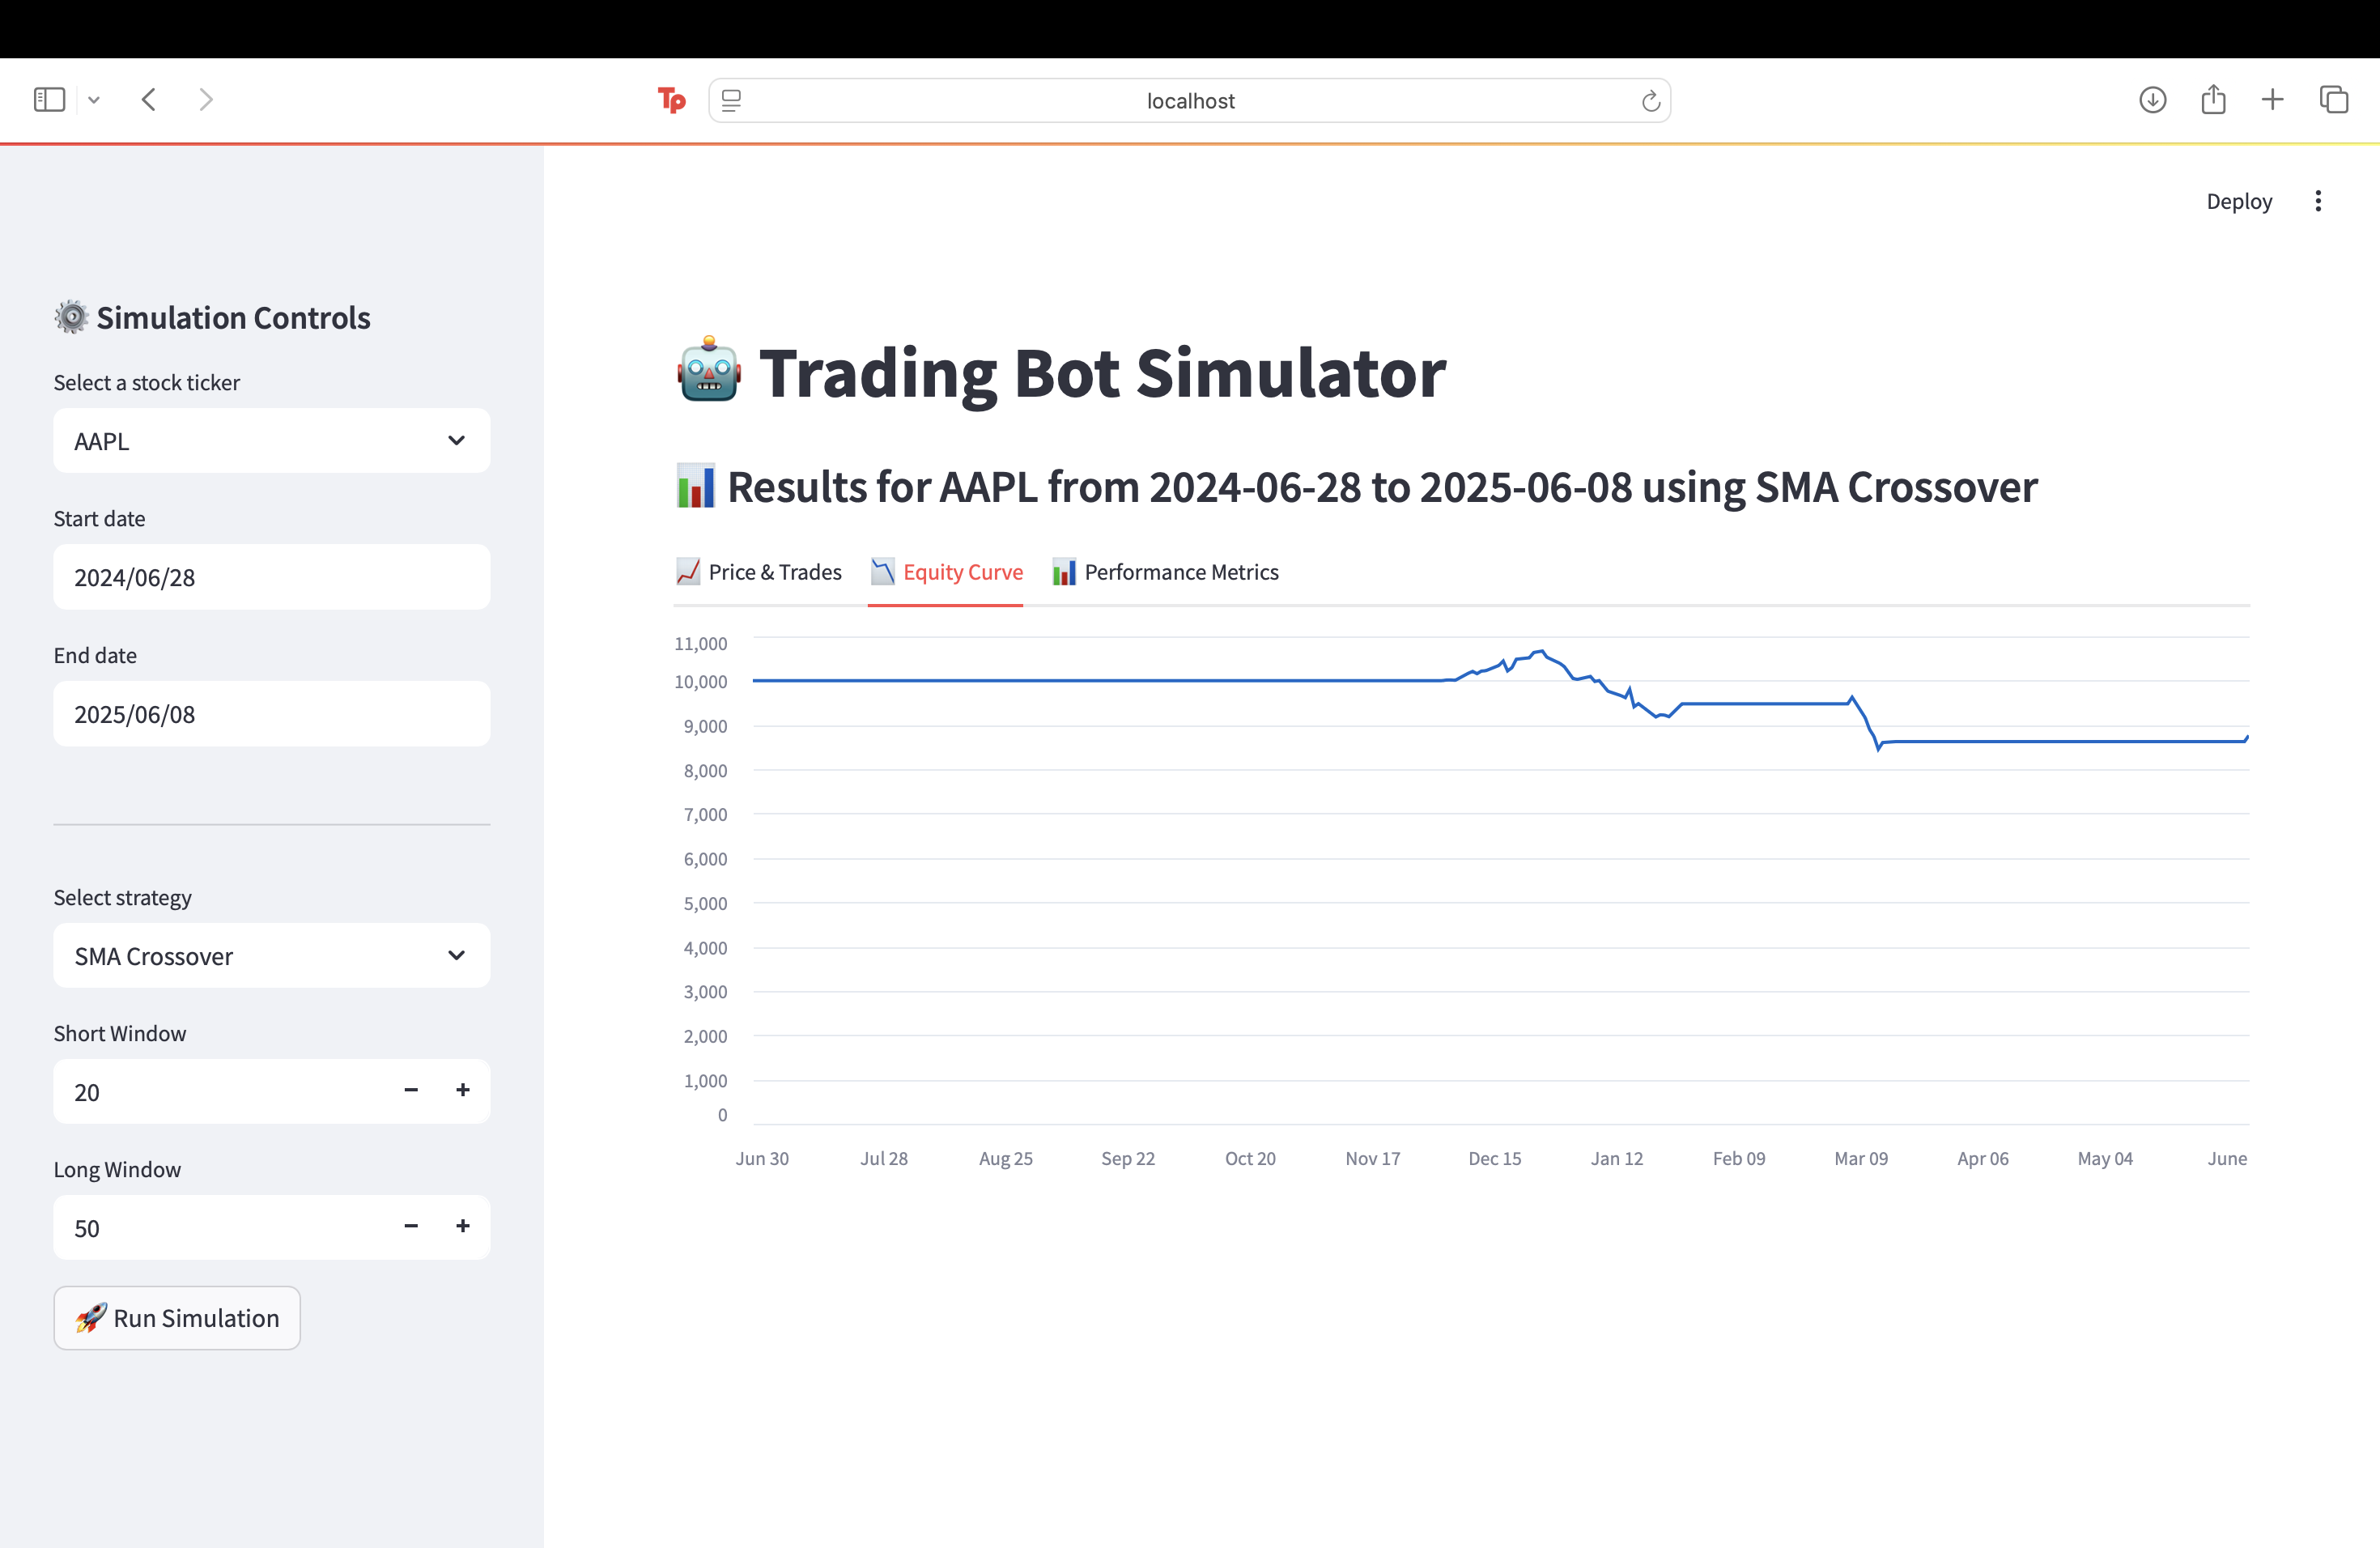 Tp
localhost
Deploy
Simulation Controls
Select a stock ticker
AAPL
Start date
2024/06/28
End date
2025/06/08
Select strategy
SMA Crossover
Short Window
20
Long Window
50
Run Simulation
Trading Bot Simulator
Results for AAPL from 2024-06-28 to 2025-06-08 using SMA Crossover
Price & Trades Equity Curve Performance Metrics
11,000
10,000
9,000
8,000
7,000
6,000
5,000
4,000
3,000
2,000
1,000
0
Jun 30 Jul 28 Aug 25 Sep 22 Oct 20 Nov 17 Dec 15 Jan 12 Feb 09 Mar 09 Apr 06 May 04 June